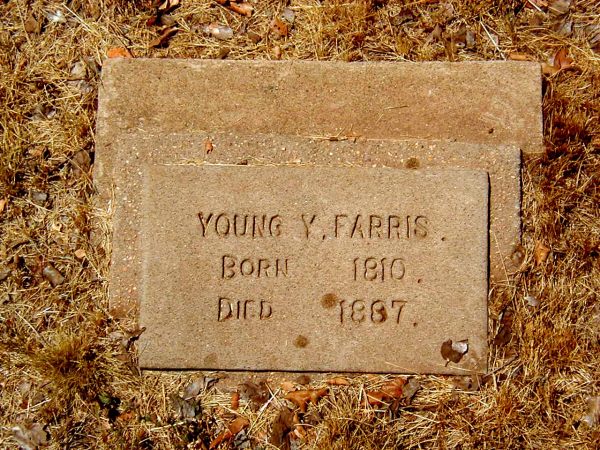 YOUNG Y. FARRIS.
BORN 1810.
DIED 1887.